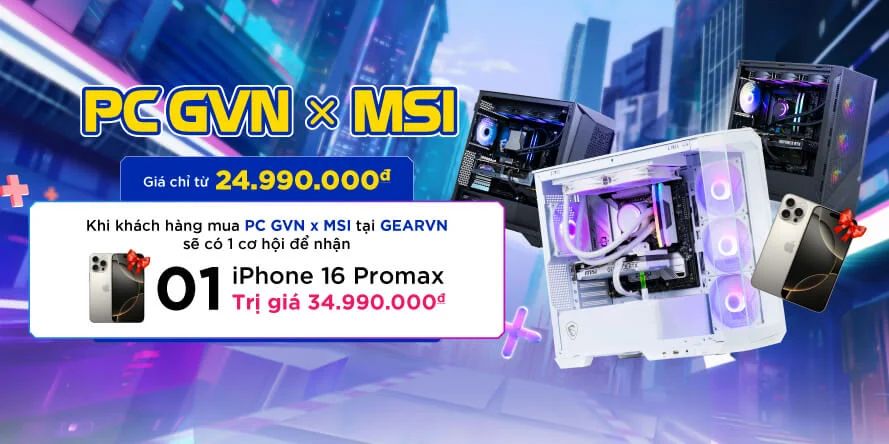 PC GVN x MSI
Giá chỉ từ 24.990.000đ
Khi khách hàng mua PC GVN x MSI tại GEARVN
sẽ có 1 cơ hội để nhận
01
iPhone 16 Promax
Trị giá 34.990.000đ